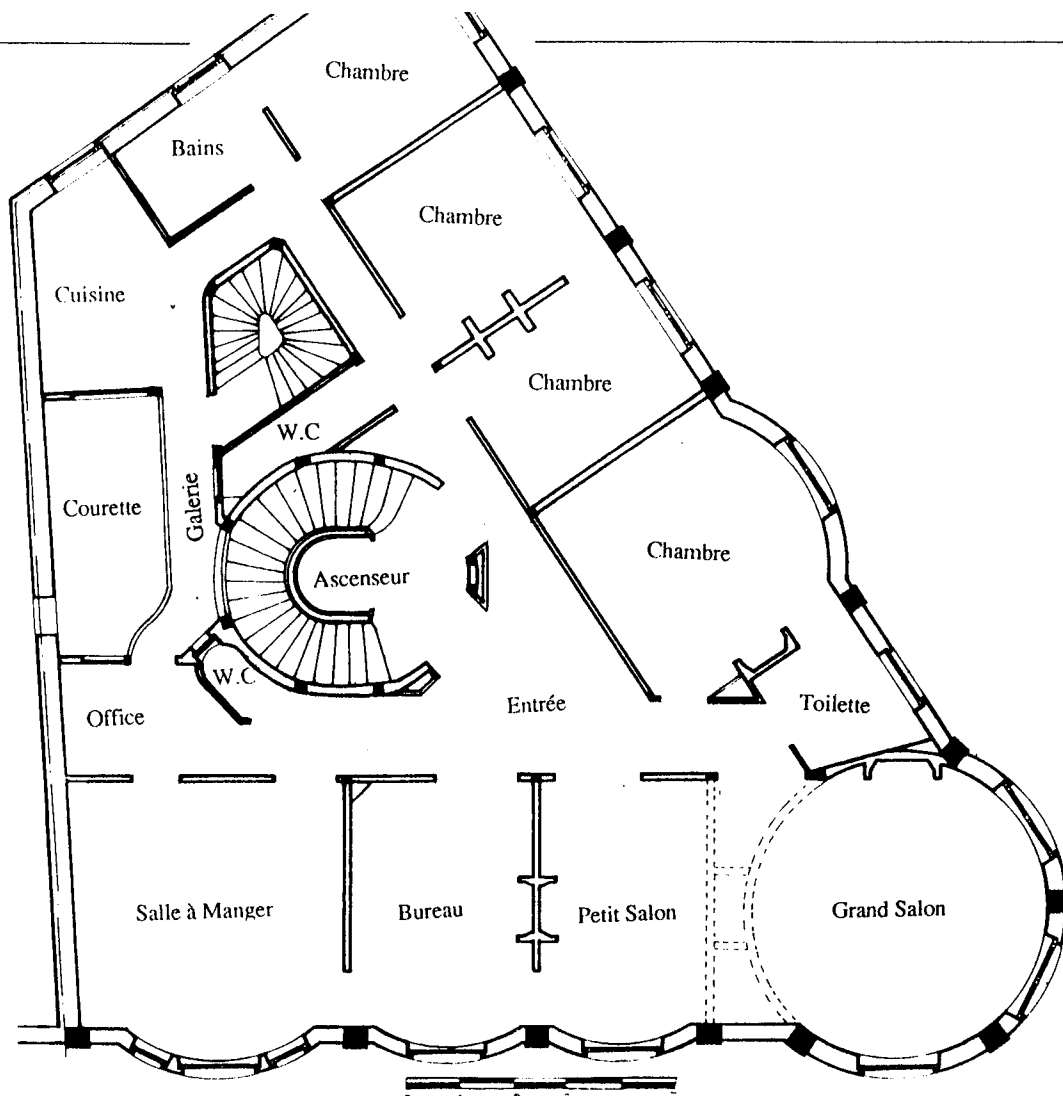 Chambre
Bains
Chambre
Cuisine
Chambre
W.C
Galerie
Courette
Chambre
Ascenseur
W.C
Office
Entrée
Toilette
Salle à Manger
Bureau
Petit Salon
Grand Salon